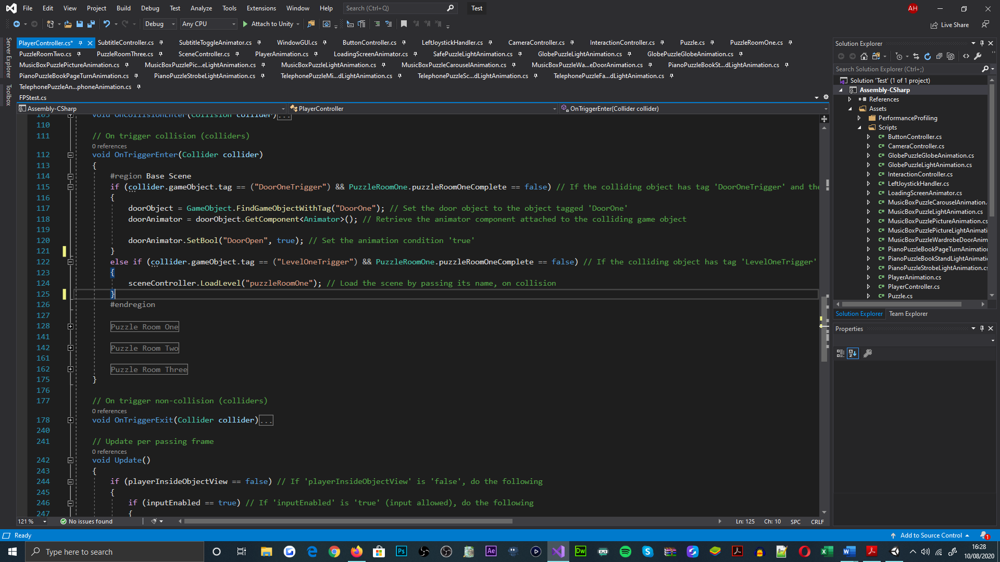 File Edit View Project Build Debug Test Analyze Tools Extensions Window Help Search (Ctrl+Q) Test AH
Debug Any CPU Attach to Unity Live Share
PlayerController.cs* SubtitleController.cs SubtitleToggleAnimator.cs WindowGUI.cs ButtonController.cs LeftJoystickHandler.cs CameraController.cs InteractionController.cs Puzzle.cs PuzzleRoomOne.cs
PuzzleRoomTwo.cs PuzzleRoomThree.cs SceneController.cs PlayerAnimation.cs LoadingScreenAnimator.cs SafePuzzleLightAnimation.cs GlobePuzzleLightAnimation.cs GlobePuzzleGlobeAnimation.cs
MusicBoxPuzzlePictureAnimation.cs MusicBoxPuzzlePic...eLightAnimation.cs MusicBoxPuzzleLightAnimation.cs MusicBoxPuzzleCarouselAnimation.cs MusicBoxPuzzleWa...eDoorAnimation.cs PianoPuzzleBookSt...dLightAnimation.cs
PianoPuzzleBookPageTurnAnimation.cs PianoPuzzleStrobeLightAnimation.cs TelephonePuzzleMi...dLightAnimation.cs TelephonePuzzleSc...dLightAnimation.cs TelephonePuzzleFa...dLightAnimation.cs
TelephonePuzzleAn...phoneAnimation.cs
FPStest.cs
Server Explorer
Toolbox
Assembly-CSharp PlayerController OnTriggerEnter(Collider collider)
void OnCollisionEnter(Collision collider)...
110
111 // On trigger collision (colliders)
0 references
112 void OnTriggerEnter(Collider collider)
113 {
114 #region Base Scene
115 if (collider.gameObject.tag == ("DoorOneTrigger") && PuzzleRoomOne.puzzleRoomOneComplete == false) // If the colliding object has tag 'DoorOneTrigger' and the
116 {
117 doorObject = GameObject.FindGameObjectWithTag("DoorOne"); // Set the door object to the object tagged 'DoorOne'
118 doorAnimator = doorObject.GetComponent<Animator>(); // Retrieve the animator component attached to the colliding game object
119
120 doorAnimator.SetBool("DoorOpen", true); // Set the animation condition 'true'
121 }
122 else if (collider.gameObject.tag == ("LevelOneTrigger") && PuzzleRoomOne.puzzleRoomOneComplete == false) // If the colliding object has tag 'LevelOneTrigger'
123 {
124 sceneController.LoadLevel("puzzleRoomOne"); // Load the scene by passing its name, on collision
125 }
126 #endregion
127
128 Puzzle Room One
141
142 Puzzle Room Two
161
162 Puzzle Room Three
175 }
176
177 // On trigger non-collision (colliders)
0 references
178 void OnTriggerExit(Collider collider)...
240
241 // Update per passing frame
0 references
242 void Update()
243 {
244 if (playerInsideObjectView == false) // If 'playerInsideObjectView' is 'false', do the following
245 {
246 if (inputEnabled == true) // If 'inputEnabled' is 'true' (input allowed), do the following
247 {
121 % No issues found Ln: 125 Ch: 10 SPC CRLF
Solution Explorer
Search Solution Explorer (Ctrl+;)
Solution 'Test' (1 of 1 project)
Assembly-CSharp
References
Assets
PerformanceProfiling
Scripts
C# ButtonController.cs
C# CameraController.cs
C# GlobePuzzleGlobeAnimation.cs
C# GlobePuzzleLightAnimation.cs
C# InteractionController.cs
C# LeftJoystickHandler.cs
C# LoadingScreenAnimator.cs
C# MusicBoxPuzzleCarouselAnimation.
C# MusicBoxPuzzleLightAnimation.cs
C# MusicBoxPuzzlePictureAnimation.cs
C# MusicBoxPuzzlePictureLightAnimati
C# MusicBoxPuzzleWardrobeDoorAnim
C# PianoPuzzleBookPageTurnAnimation
C# PianoPuzzleBookStandLightAnimatio
C# PianoPuzzleStrobeLightAnimation.cs
C# PlayerAnimation.cs
C# PlayerController.cs
C# Puzzle.cs
Solution Explorer Team Explorer
Properties
Ready Add to Source Control 1
Type here to search 16:28
10/08/2020